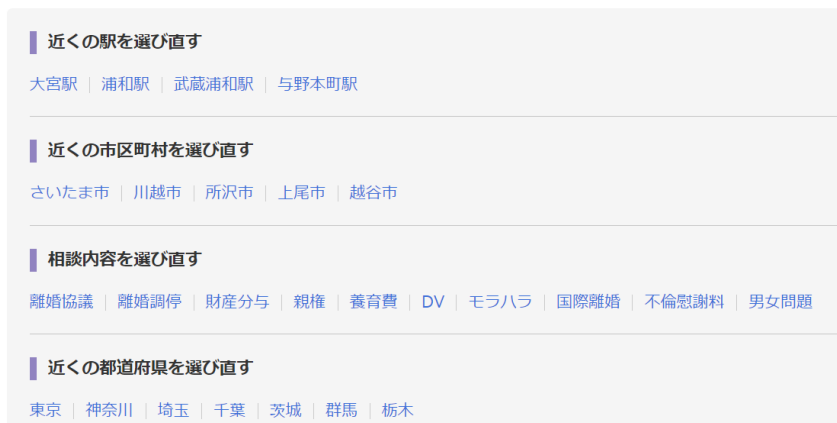 近くの駅を選び直す
大宮駅 | 浦和駅 | 武蔵浦和駅 | 与野本町駅
近くの市区町村を選び直す
さいたま市 | 川越市 | 所沢市 | 上尾市 | 越谷市
相談内容を選び直す
離婚協議 | 離婚調停 | 財産分与 | 親権 | 養育費 | DV | モラハラ | 国際離婚 | 不倫慰謝料 | 男女問題
近くの都道府県を選び直す
東京 | 神奈川 | 埼玉 | 千葉 | 茨城 | 群馬 | 栃木